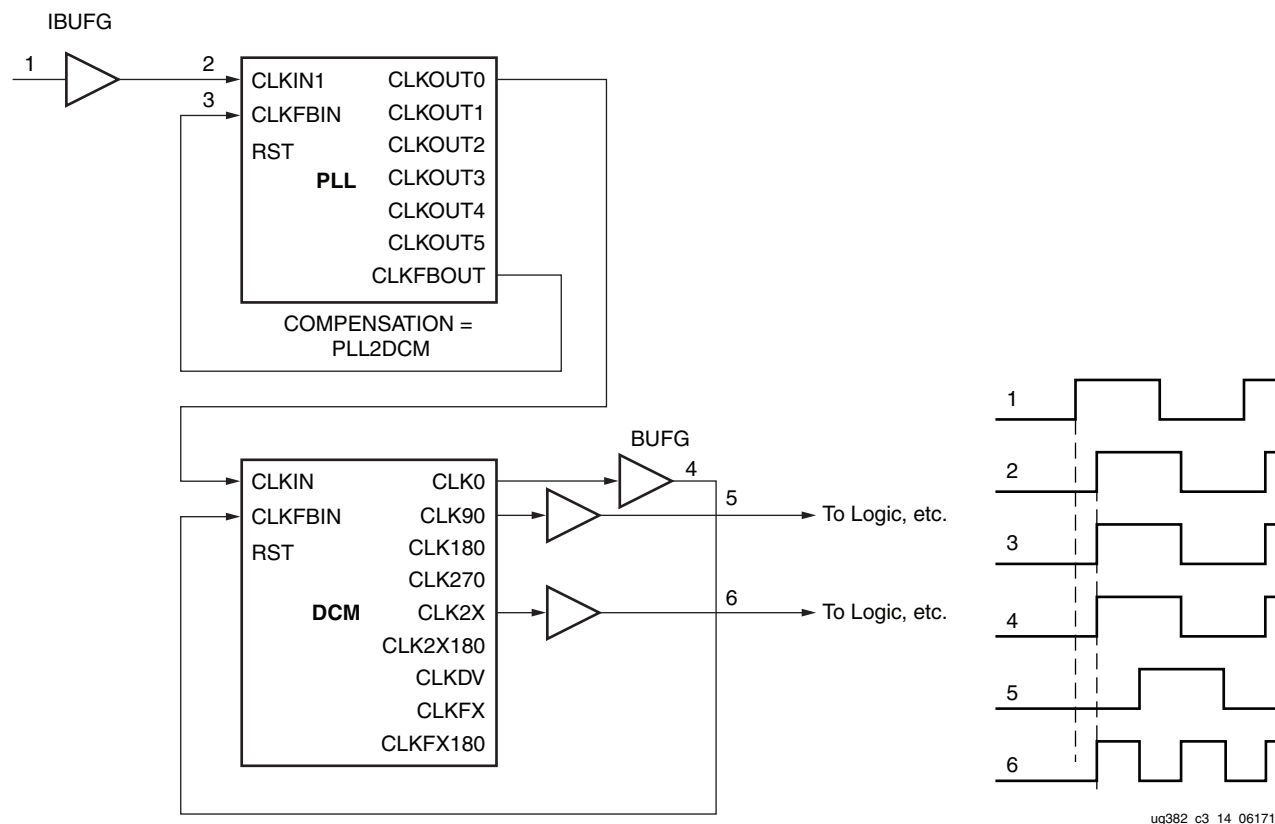 IBUFG
1
2
3
CLKIN1
CLKFBIN
RST
PLL
CLKOUT0
CLKOUT1
CLKOUT2
CLKOUT3
CLKOUT4
CLKOUT5
CLKFBOUT
COMPENSATION =
PLL2DCM
BUFG
4
5
6
CLKIN
CLKFBIN
RST
DCM
CLK0
CLK90
CLK180
CLK270
CLK2X
CLK2X180
CLKDV
CLKFX
CLKFX180
To Logic, etc.
To Logic, etc.
1
2
3
4
5
6
ug382_c3_14_06171